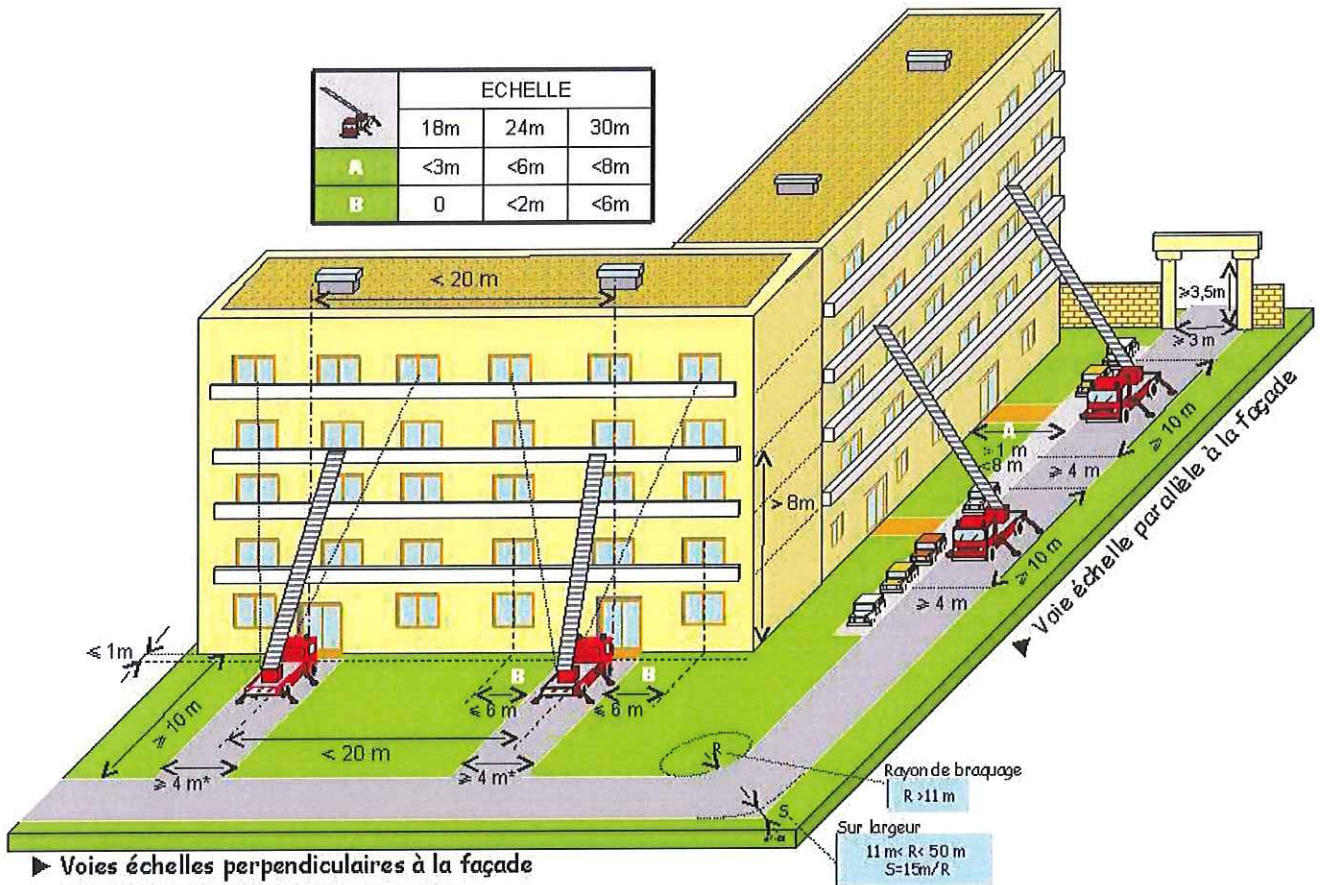 ECHELLE
18m 24m 30m
A <3m <6m <8m
B 0 <2m <6m
< 20 m
⩾3,5m
⩾3 m
A
>1 m
<8 m
⩾ 4 m
⩾ 10 m
> 8m
⩾ 10 m
⩾ 4 m
▶ Voie échelle parallèle à la façade
⩽ 1m
B B
⩽ 6 m ⩽ 6 m
⩾ 10 m
< 20 m
⩾ 4 m* ⩾ 4 m*
R
Rayon de braquage
R >11 m
S
Sur largeur
11 m< R< 50 m
S=15m/R
▶ Voies échelles perpendiculaires à la façade